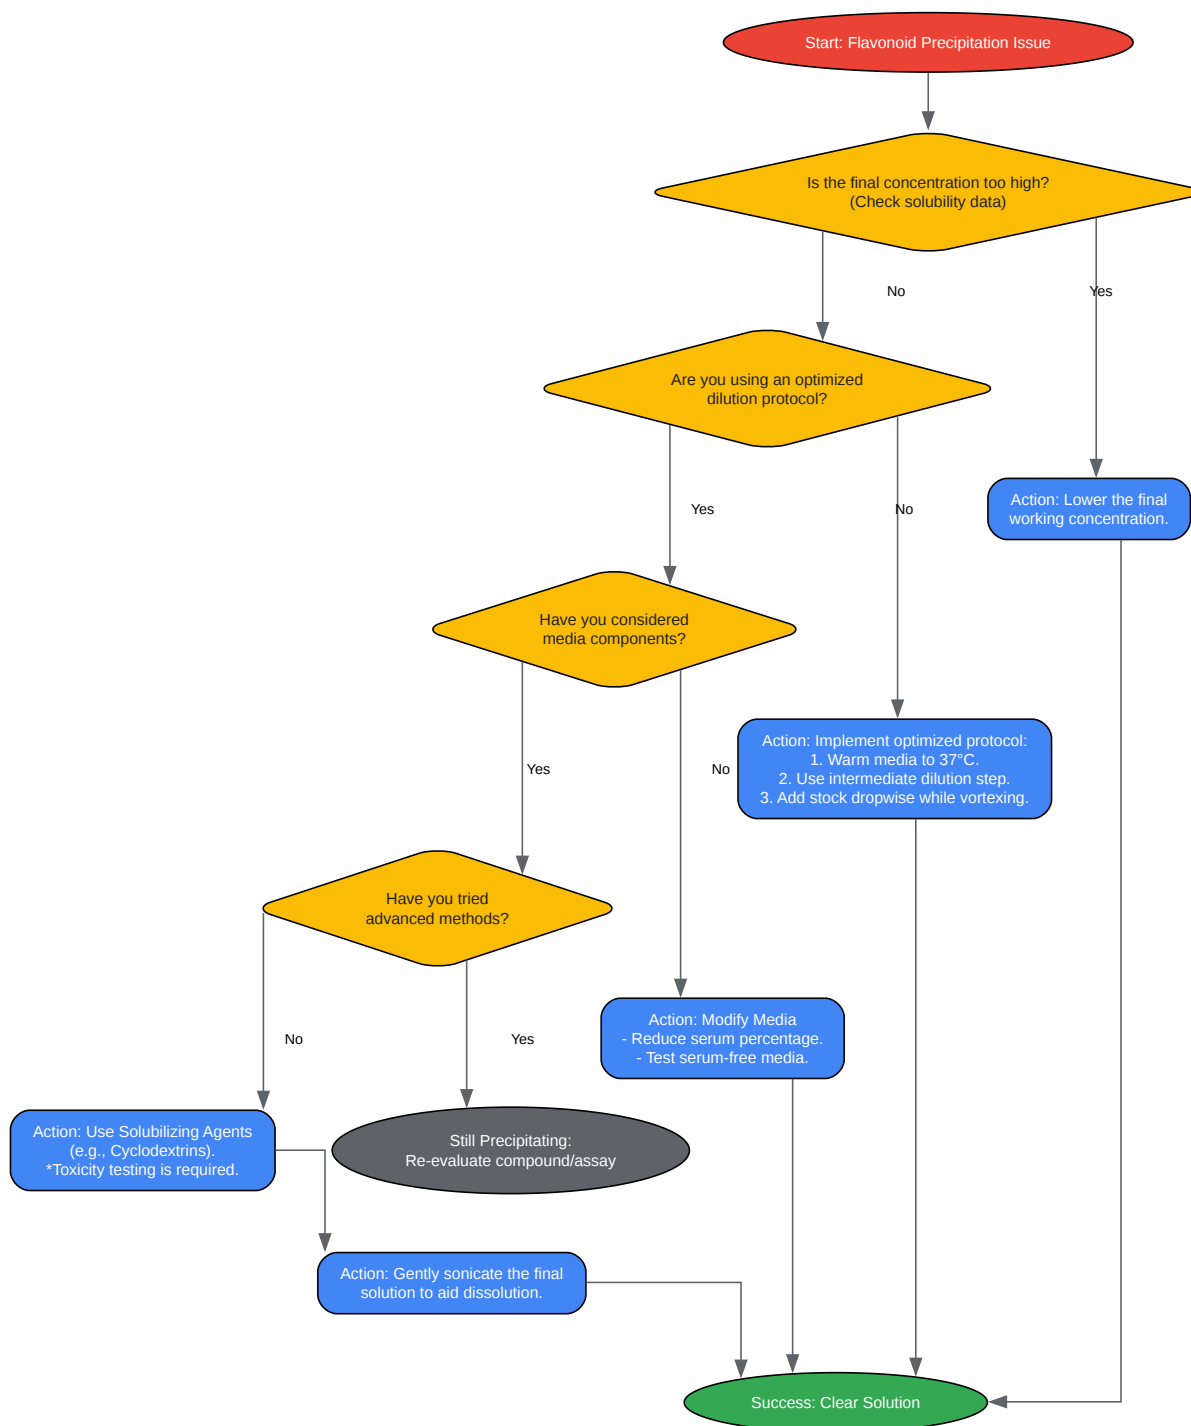 Start: Flavonoid Precipitation Issue
Is the final concentration too high?
(Check solubility data)
No
Yes
Are you using an optimized
dilution protocol?
Yes
No
Action: Lower the final
working concentration.
Have you considered
media components?
Yes
No
Action: Implement optimized protocol:
1. Warm media to 37°C.
2. Use intermediate dilution step.
3. Add stock dropwise while vortexing.
Have you tried
advanced methods?
No
Yes
Action: Modify Media
- Reduce serum percentage.
- Test serum-free media.
Action: Use Solubilizing Agents
(e.g., Cyclodextrins).
*Toxicity testing is required.
Still Precipitating:
Re-evaluate compound/assay
Action: Gently sonicate the final
solution to aid dissolution.
Success: Clear Solution